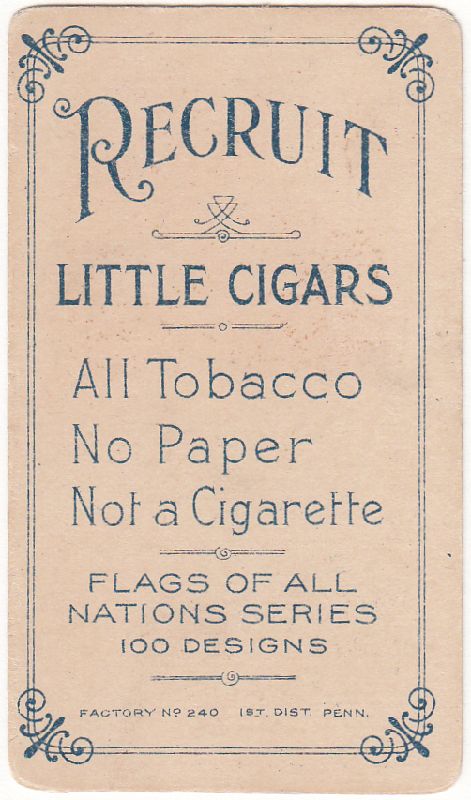 RECRUIT
LITTLE CIGARS
All Tobacco
No Paper
Not a Cigarette
FLAGS OF ALL
NATIONS SERIES
100 DESIGNS
FACTORY Nº 240 1ST. DIST. PENN.